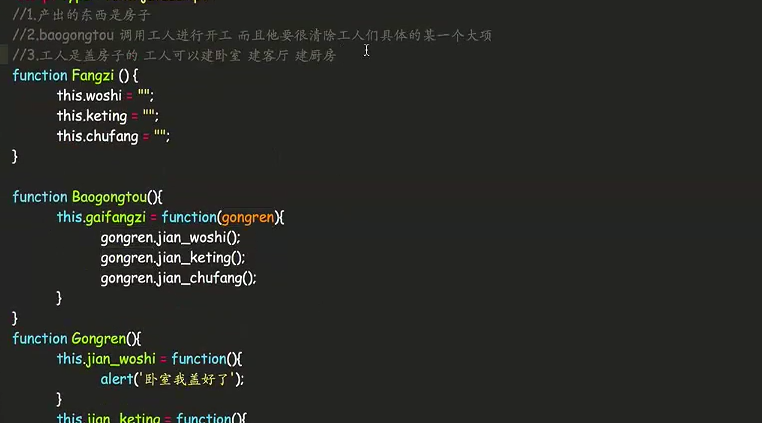 //1.产出的东西是房子
//2.baogongtou 调用工人进行开工 而且他要很清除工人们具体的某一个大项
//3.工人是盖房子的 工人可以建卧室 建客厅 建厨房
function Fangzi () {
this.woshi = "";
this.keting = "";
this.chufang = "";
}
function Baogongtou(){
this.gaifangzi = function(gongren){
gongren.jian_woshi();
gongren.jian_keting();
gongren.jian_chufang();
}
}
function Gongren(){
this.jian_woshi = function(){
alert('卧室我盖好了');
}
this.jian_keting = function(){